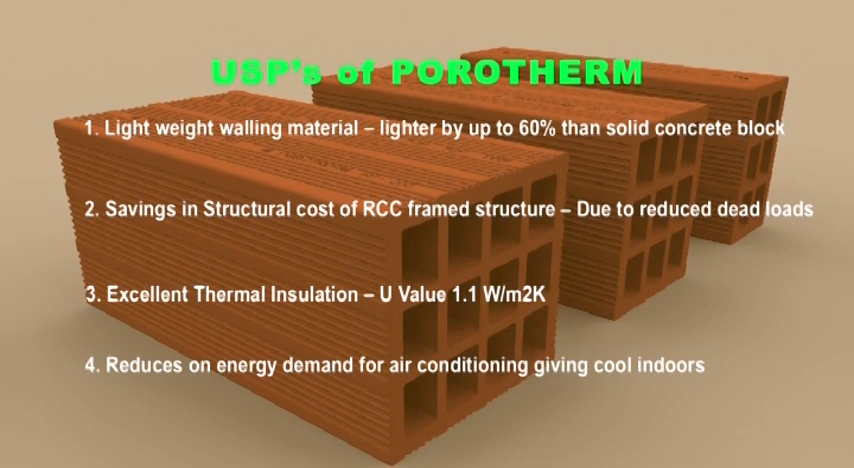 USP's of POROTHERM
1. Light weight walling material – lighter by up to 60% than solid concrete block
2. Savings in Structural cost of RCC framed structure – Due to reduced dead loads
3. Excellent Thermal Insulation – U Value 1.1 W/m2K
4. Reduces on energy demand for air conditioning giving cool indoors